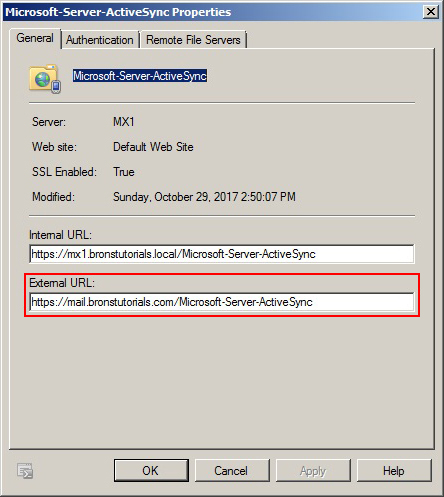 Microsoft-Server-ActiveSync Properties
General Authentication Remote File Servers
Microsoft-Server-ActiveSync
Server: MX1
Web site: Default Web Site
SSL Enabled: True
Modified: Sunday, October 29, 2017 2:50:07 PM
Internal URL:
https://mx1.bronstutorials.local/Microsoft-Server-ActiveSync
External URL:
https://mail.bronstutorials.com/Microsoft-Server-ActiveSync
OK Cancel Apply Help